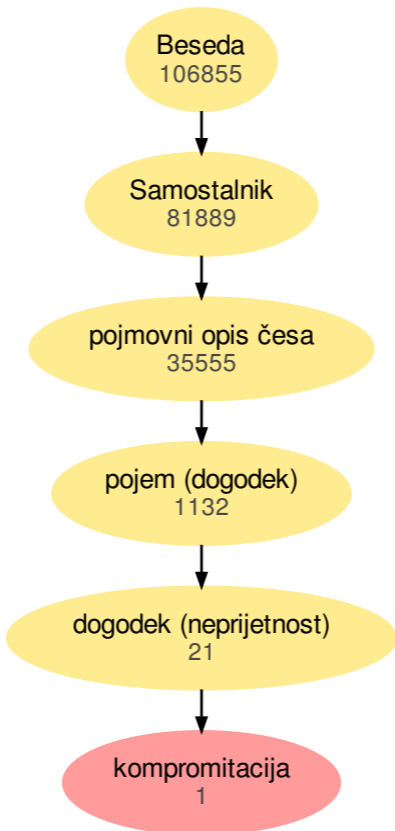 Beseda
106855
Samostalnik
81889
pojmovni opis česa
35555
pojem (dogodek)
1132
dogodek (neprijetnost)
21
kompromitacija
1